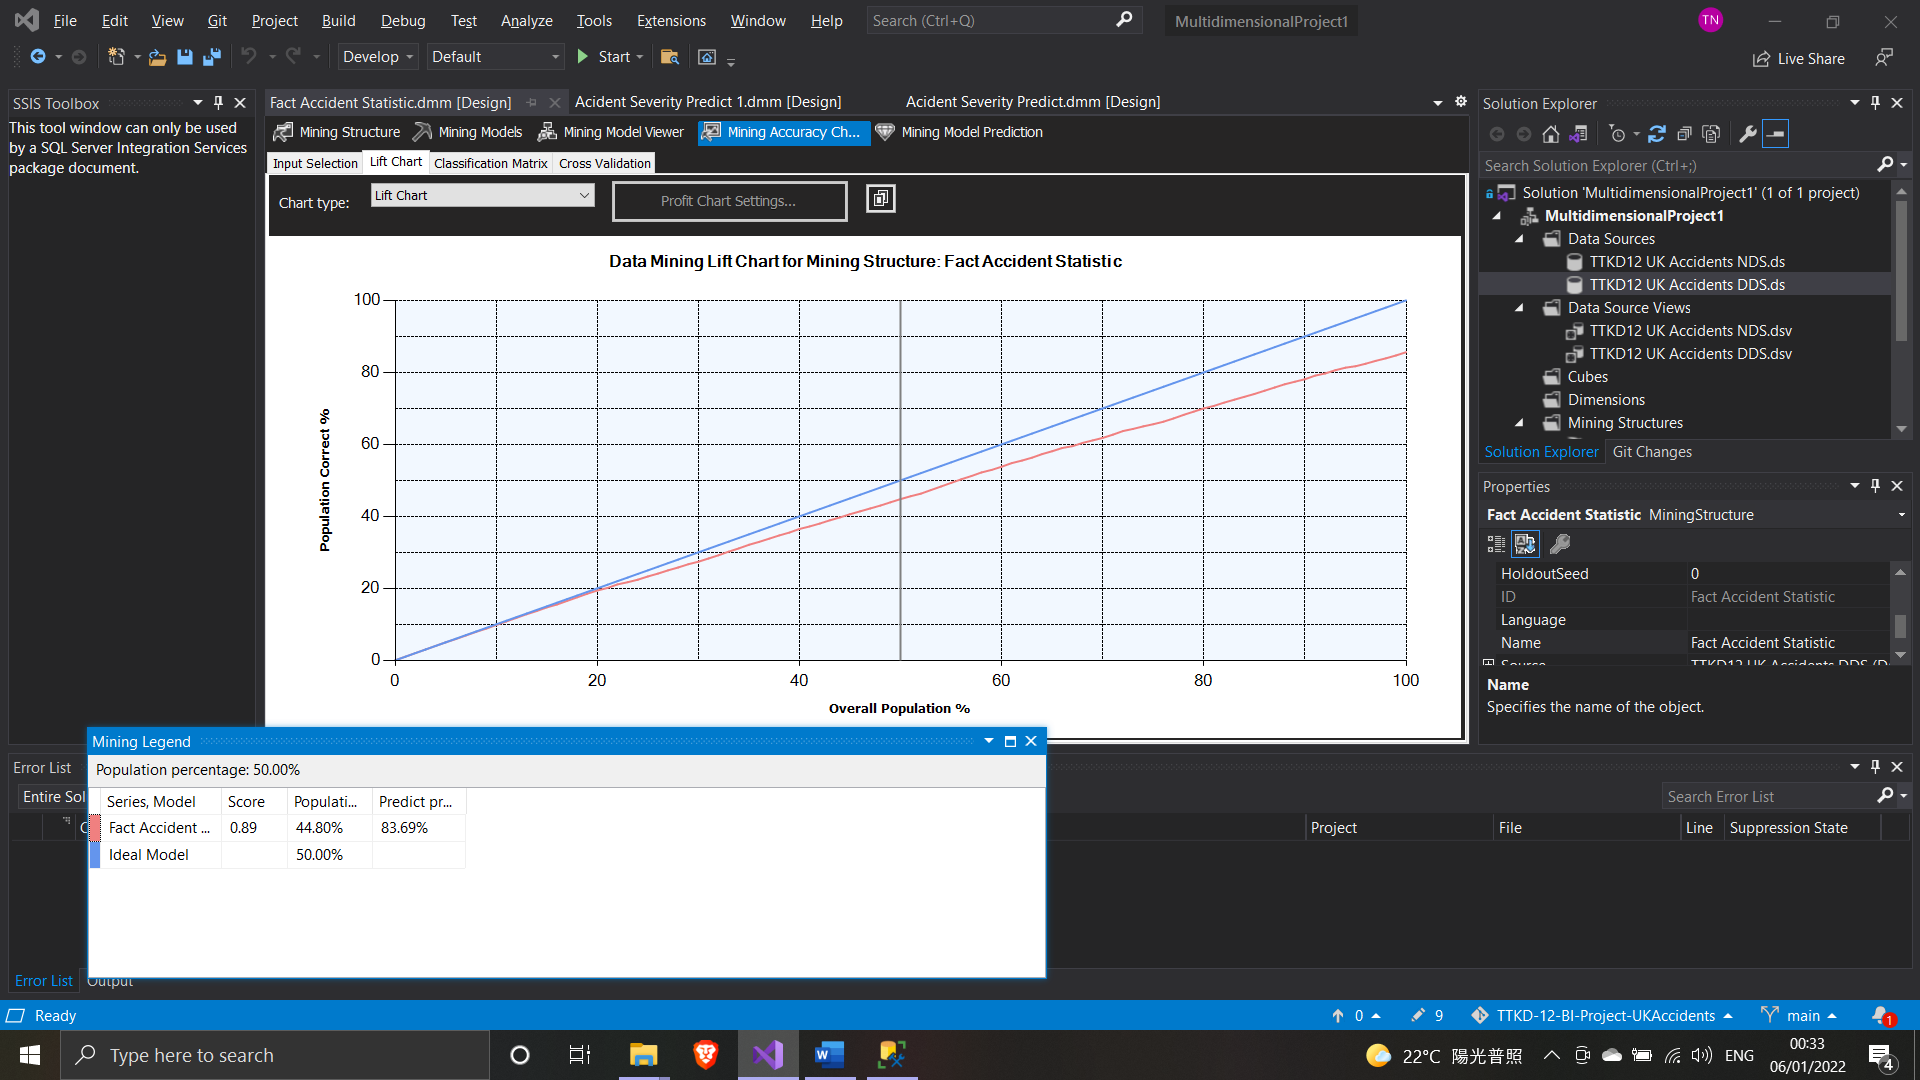 File Edit View Git Project Build Debug Test Analyze Tools Extensions Window Help Search (Ctrl+Q) MultidimensionalProject1 TN
Develop Default Start Live Share
SSIS Toolbox
This tool window can only be used
by a SQL Server Integration Services
package document.
Fact Accident Statistic.dmm [Design] Acident Severity Predict 1.dmm [Design] Acident Severity Predict.dmm [Design]
Mining Structure Mining Models Mining Model Viewer Mining Accuracy Ch... Mining Model Prediction
Input Selection Lift Chart Classification Matrix Cross Validation
Chart type: Lift Chart Profit Chart Settings...
Data Mining Lift Chart for Mining Structure: Fact Accident Statistic
100
80
60
40
20
0
Population Correct %
0 20 40 60 80 100
Overall Population %
Solution Explorer
Search Solution Explorer (Ctrl+;)
Solution 'MultidimensionalProject1' (1 of 1 project)
MultidimensionalProject1
Data Sources
TTKD12 UK Accidents NDS.ds
TTKD12 UK Accidents DDS.ds
Data Source Views
TTKD12 UK Accidents NDS.dsv
TTKD12 UK Accidents DDS.dsv
Cubes
Dimensions
Mining Structures
Solution Explorer Git Changes
Properties
Fact Accident Statistic MiningStructure
HoldoutSeed 0
ID Fact Accident Statistic
Language
Name Fact Accident Statistic
Source TTKD12 UK Accidents DDS (D
Name
Specifies the name of the object.
Mining Legend
Population percentage: 50.00%
Series, Model Score Populati... Predict pr...
Fact Accident ... 0.89 44.80% 83.69%
Ideal Model 50.00%
Error List
Entire Sol
Search Error List
Project File Line Suppression State
Error List Output
Ready 0 9 TTKD-12-BI-Project-UKAccidents main 1
Type here to search 22°C 陽光普照 ENG 00:33
06/01/2022 4